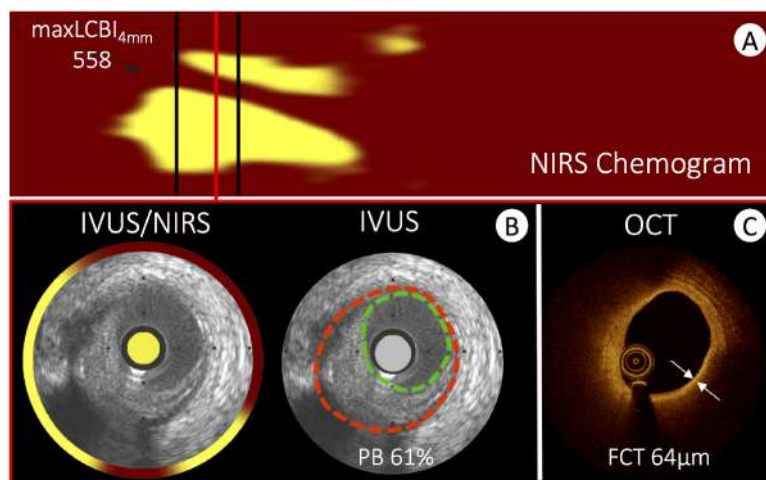 maxLCBI4mm
558
A
NIRS Chemogram
IVUS/NIRS
IVUS
B
OCT
C
PB 61%
FCT 64μm